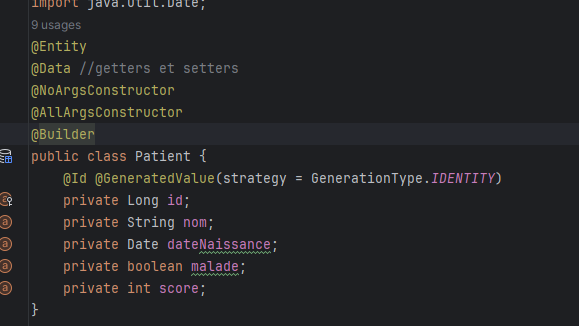 import java.util.Date;
9 usages
@Entity
@Data //getters et setters
@NoArgsConstructor
@AllArgsConstructor
@Builder
public class Patient {
@Id @GeneratedValue(strategy = GenerationType.IDENTITY)
private Long id;
private String nom;
private Date dateNaissance;
private boolean malade;
private int score;
}